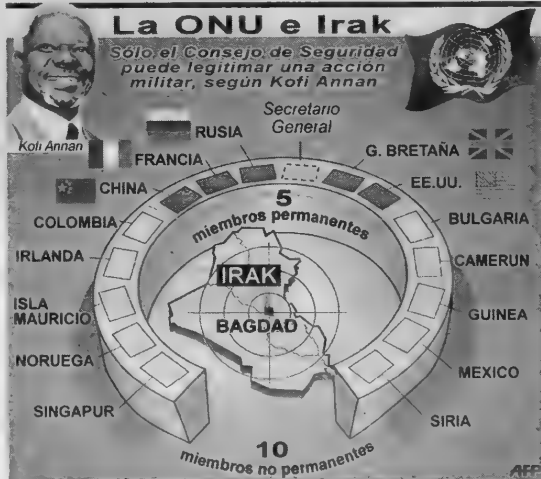 La ONU e Irak
Sólo el Consejo de Seguridad
puede legitimar una acción
militar, según Kofi Annan
Kofi Annan
Secretario
General
RUSIA
FRANCIA
CHINA
COLOMBIA
IRLANDA
ISLA
MAURICIO
NORUEGA
SINGAPUR
G. BRETAÑA
EE.UU.
BULGARIA
CAMERUN
GUINEA
MEXICO
SIRIA
5
miembros permanentes
IRAK
BAGDAD
10
miembros no permanentes
AFP